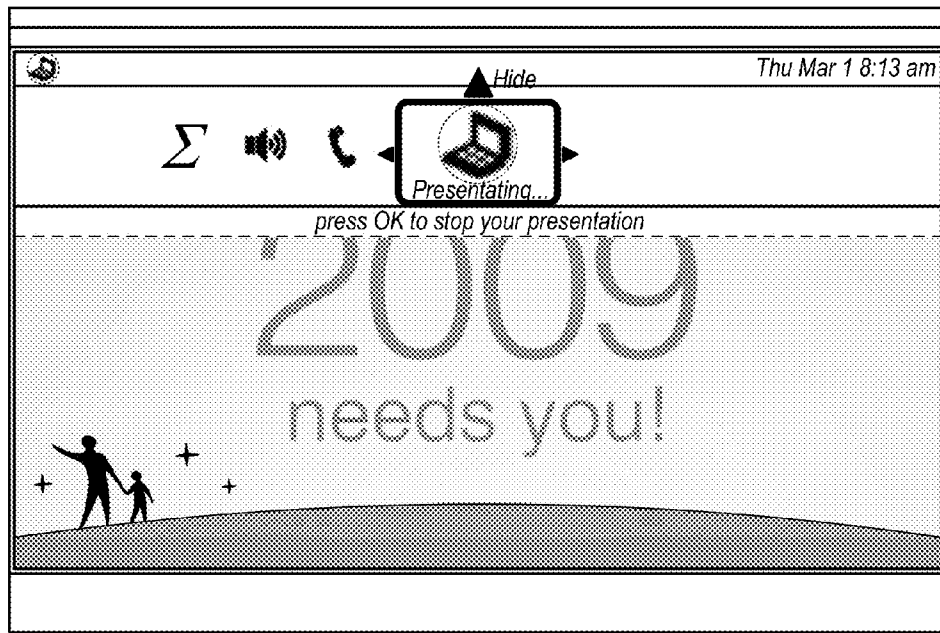 Thu Mar 1 8:13 am
Hide
Σ
Presentating...
press OK to stop your presentation
2009
needs you!